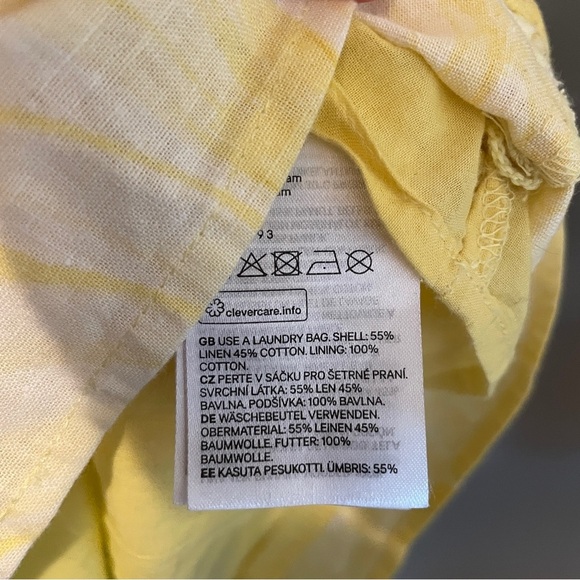 am
m
93
clevercare.info
GB USE A LAUNDRY BAG. SHELL: 55%
LINEN 45% COTTON. LINING: 100%
COTTON.
CZ PERTE V SÁČKU PRO ŠETRNÉ PRANÍ.
SVRCHNÍ LÁTKA: 55% LEN 45%
BAVLNA. PODŠÍVKA: 100% BAVLNA.
DE WÄSCHEBEUTEL VERWENDEN.
OBERMATERIAL: 55% LEINEN 45%
BAUMWOLLE. FUTTER: 100%
BAUMWOLLE.
EE KASUTA PESUKOTTI. ÜMBRIS: 55%